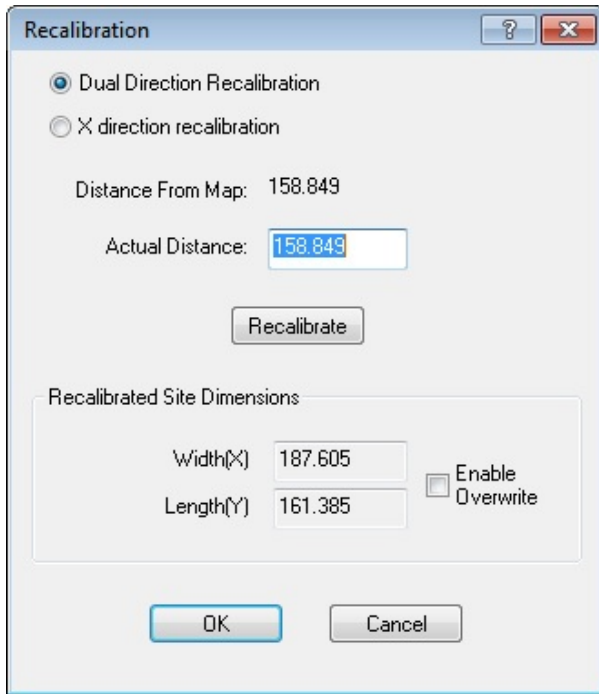 Recalibration
?
Dual Direction Recalibration
X direction recalibration
Distance From Map: 158.849
Actual Distance: 158.849
Recalibrate
Recalibrated Site Dimensions
Width(X) 187.605
Length(Y) 161.385
Enable
Overwrite
OK Cancel